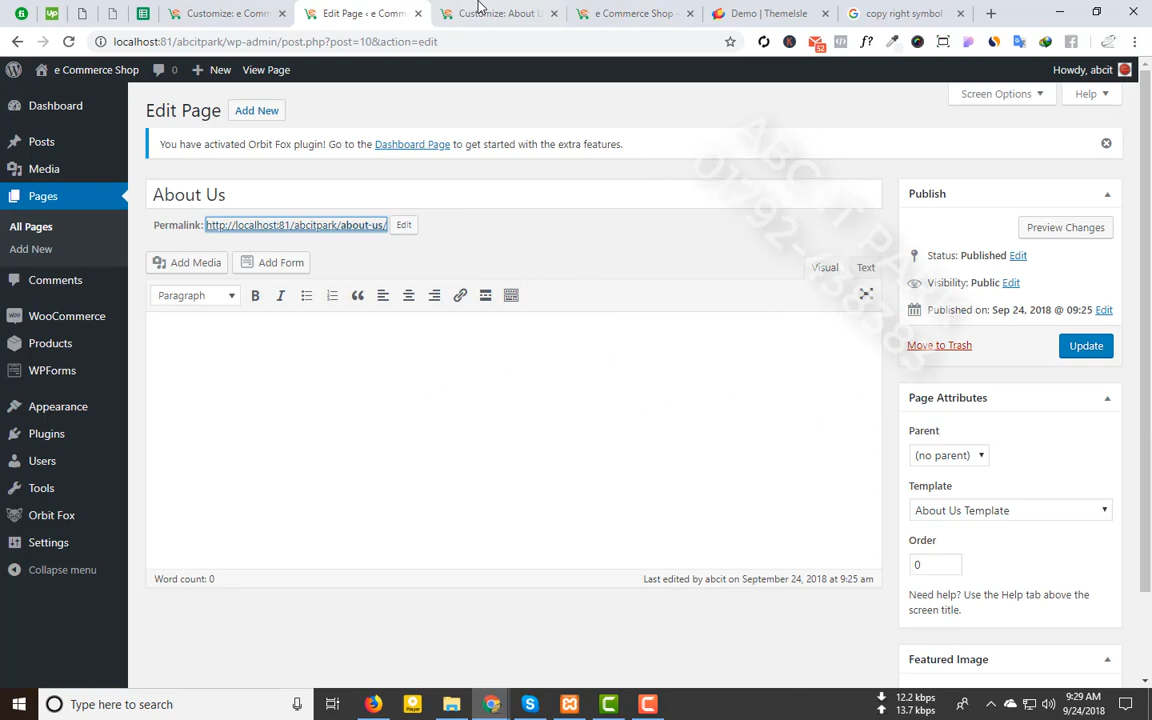 Customize: e Comm
Edit Page ‹ e Comm
Customize: About U
e Commerce Shop -
Demo | ThemeIsle
copy right symbol
localhost:81/abcitpark/wp-admin/post.php?post=10&action=edit
52
f?
e Commerce Shop
0
New
View Page
Howdy, abcit
Dashboard
Posts
Media
Pages
All Pages
Add New
Comments
WooCommerce
Products
WPForms
Appearance
Plugins
Users
Tools
Orbit Fox
Settings
Collapse menu
Screen Options
Help
Edit Page
Add New
You have activated Orbit Fox plugin! Go to the Dashboard Page to get started with the extra features.
About Us
Permalink: http://localhost:81/abcitpark/about-us/ Edit
Add Media
Add Form
Visual
Text
Paragraph
B
I
Word count: 0
Last edited by abcit on September 24, 2018 at 9:25 am
Publish
Preview Changes
Status: Published Edit
Visibility: Public Edit
Published on: Sep 24, 2018 @ 09:25 Edit
Move to Trash
Update
Page Attributes
Parent
(no parent)
Template
About Us Template
Order
0
Need help? Use the Help tab above the
screen title.
Featured Image
Type here to search
12.2 kbps
13.7 kbps
9:29 AM
9/24/2018